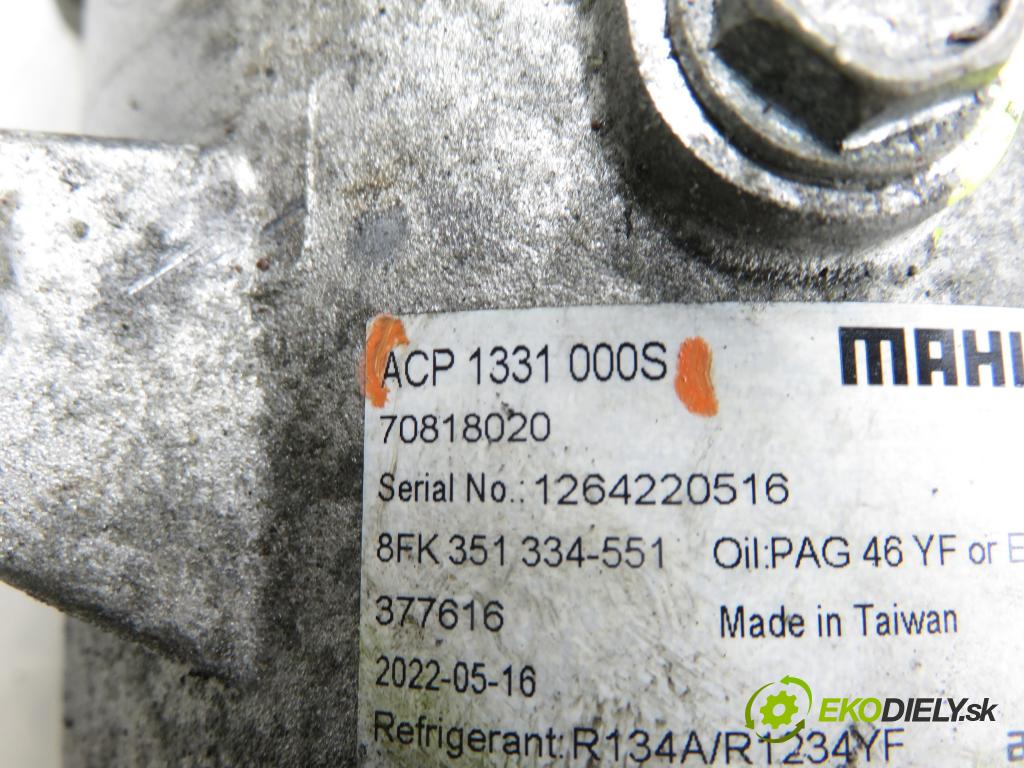 ACP 1331 000S MAHL
70818020
Serial No.: 1264220516
8FK 351 334-551 Oil:PAG 46 YF or
377616 Made in Taiwan
2022-05-16
Refrigerant: R134A/R1234YF
EKODIELY.sk